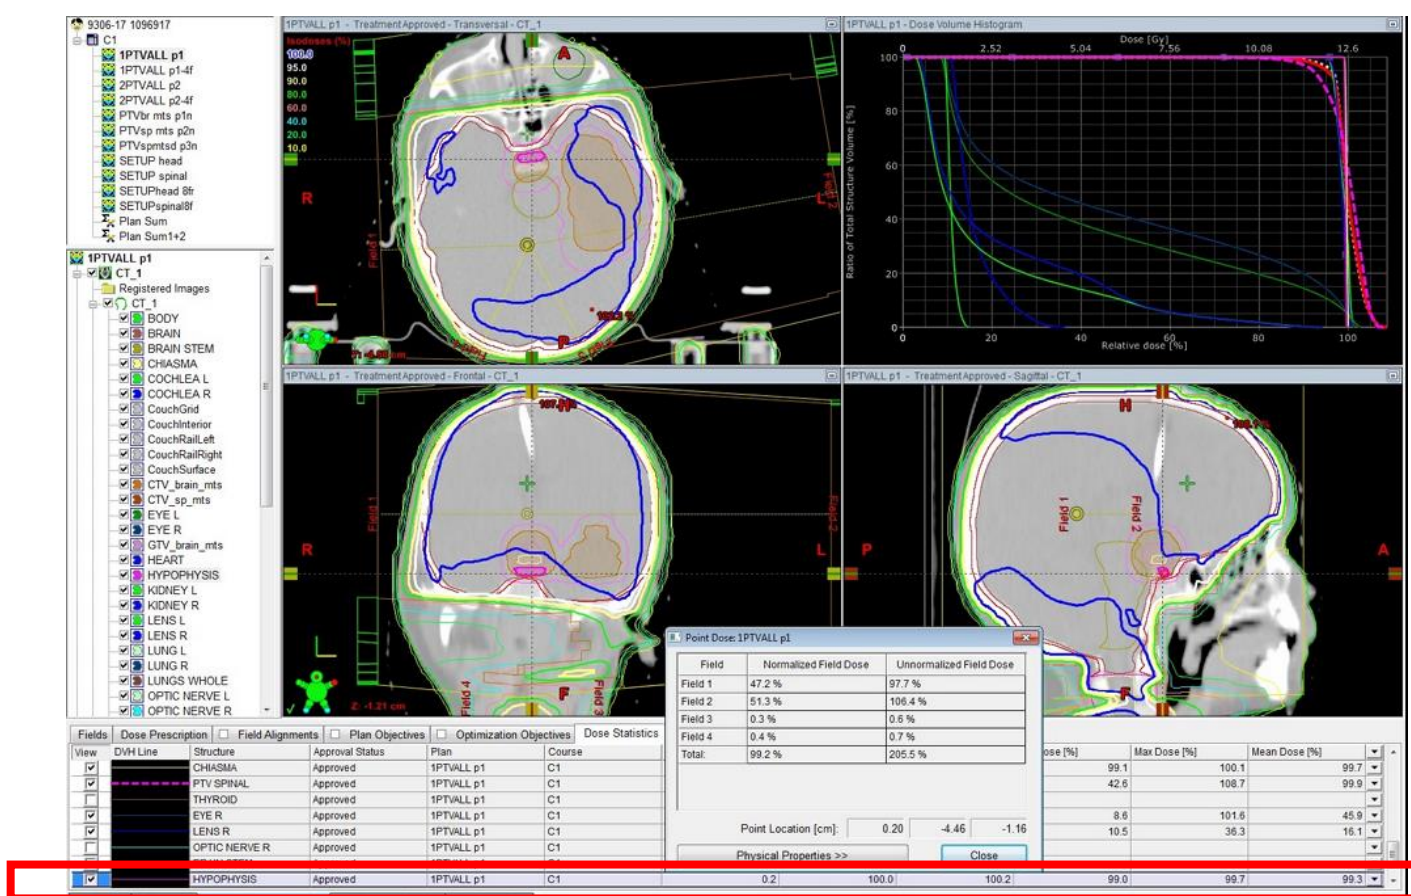 9306-17 1096917
C1
1PTVALL p1
1PTVALL p1-4f
2PTVALL p2
2PTVALL p2-4f
PTVbr mts p1n
PTVsp mts p2n
PTVspmtsd p3n
SETUP head
SETUP spinal
SETUPhead 8fr
SETUPspinal8f
Plan Sum
Plan Sum1+2
1PTVALL p1
CT_1
Registered Images
CT_1
BODY
BRAIN
BRAIN STEM
CHIASMA
COCHLEA L
COCHLEA R
CouchGrid
CouchInterior
CouchRailLeft
CouchRailRight
CouchSurface
CTV_brain_mts
CTV_sp_mts
EYE L
EYE R
GTV_brain_mts
HEART
HYPOPHYSIS
KIDNEY L
KIDNEY R
LENS L
LENS R
LUNG L
LUNG R
LUNGS WHOLE
OPTIC NERVE L
OPTIC NERVE R
1PTVALL p1 - Treatment Approved - Transversal - CT_1
Isodoses (%)
100.0
95.0
90.0
80.0
60.0
40.0
20.0
10.0
A
R
L
P
Field 1
Field 2
1PTVALL p1 - Dose Volume Histogram
Dose [Gy]
0 2.52 5.04 7.56 10.08 12.6
Ratio of Total Structure Volume [%]
100
80
60
40
20
0
0 20 40 60 80 100
Relative dose [%]
1PTVALL p1 - Treatment Approved - Frontal - CT_1
H
R
L
F
Field 1
Field 2
Field 4
Field 3
Z: -1.21 cm
1PTVALL p1 - Treatment Approved - Sagittal - CT_1
H
P
A
F
Field 1
Field 2
Point Dose: 1PTVALL p1
Field Normalized Field Dose Unnormalized Field Dose
Field 1 47.2 % 97.7 %
Field 2 51.3 % 106.4 %
Field 3 0.3 % 0.6 %
Field 4 0.4 % 0.7 %
Total: 99.2 % 205.5 %
Point Location [cm]: 0.20 -4.46 -1.16
Physical Properties >> Close
Fields Dose Prescription Field Alignments Plan Objectives Optimization Objectives Dose Statistics
View DVH Line Structure Approval Status Plan Course Max Dose [%] Mean Dose [%]
CHIASMA Approved 1PTVALL p1 C1 99.1 100.1 99.7
PTV SPINAL Approved 1PTVALL p1 C1 42.6 108.7 99.9
THYROID Approved 1PTVALL p1 C1
EYE R Approved 1PTVALL p1 C1 8.6 101.6 45.9
LENS R Approved 1PTVALL p1 C1 10.5 36.3 16.1
OPTIC NERVE R Approved 1PTVALL p1 C1
HYPOPHYSIS Approved 1PTVALL p1 C1 0.2 100.0 100.2 99.0 99.7 99.3